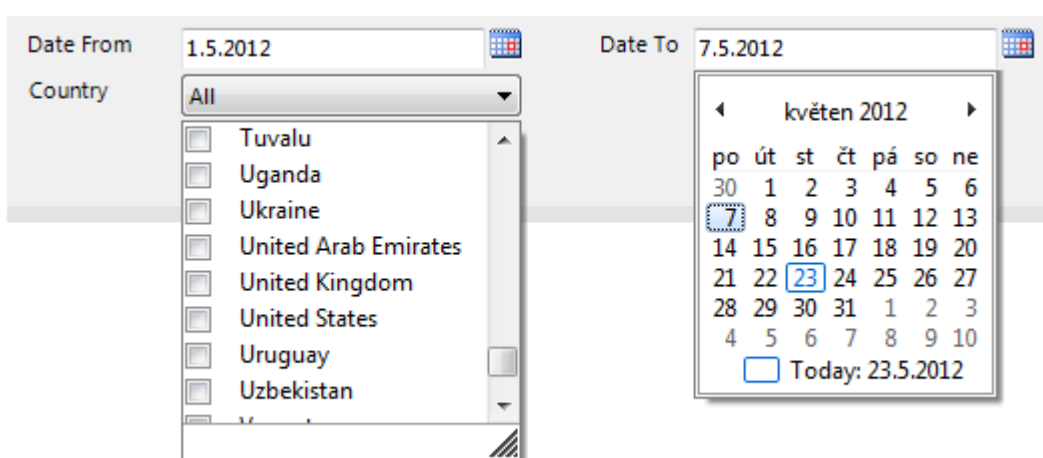 Date From 1.5.2012 Date To 7.5.2012
Country All
Tuvalu
Uganda
Ukraine
United Arab Emirates
United Kingdom
United States
Uruguay
Uzbekistan
květen 2012
po út st čt pá so ne
30 1 2 3 4 5 6
7 8 9 10 11 12 13
14 15 16 17 18 19 20
21 22 23 24 25 26 27
28 29 30 31 1 2 3
4 5 6 7 8 9 10
Today: 23.5.2012